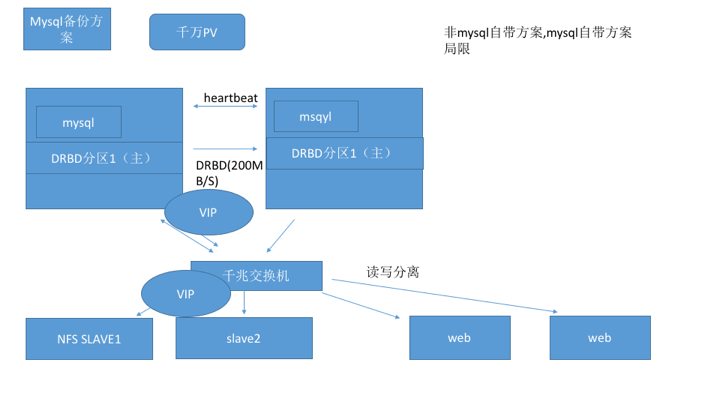 Mysql备份方
案
千万PV
非mysql自带方案,mysql自带方案
局限
heartbeat
mysql
msqyl
DRBD分区1（主）
DRBD分区1（主）
DRBD(200M
B/S)
VIP
千兆交换机
读写分离
VIP
NFS SLAVE1
slave2
web
web